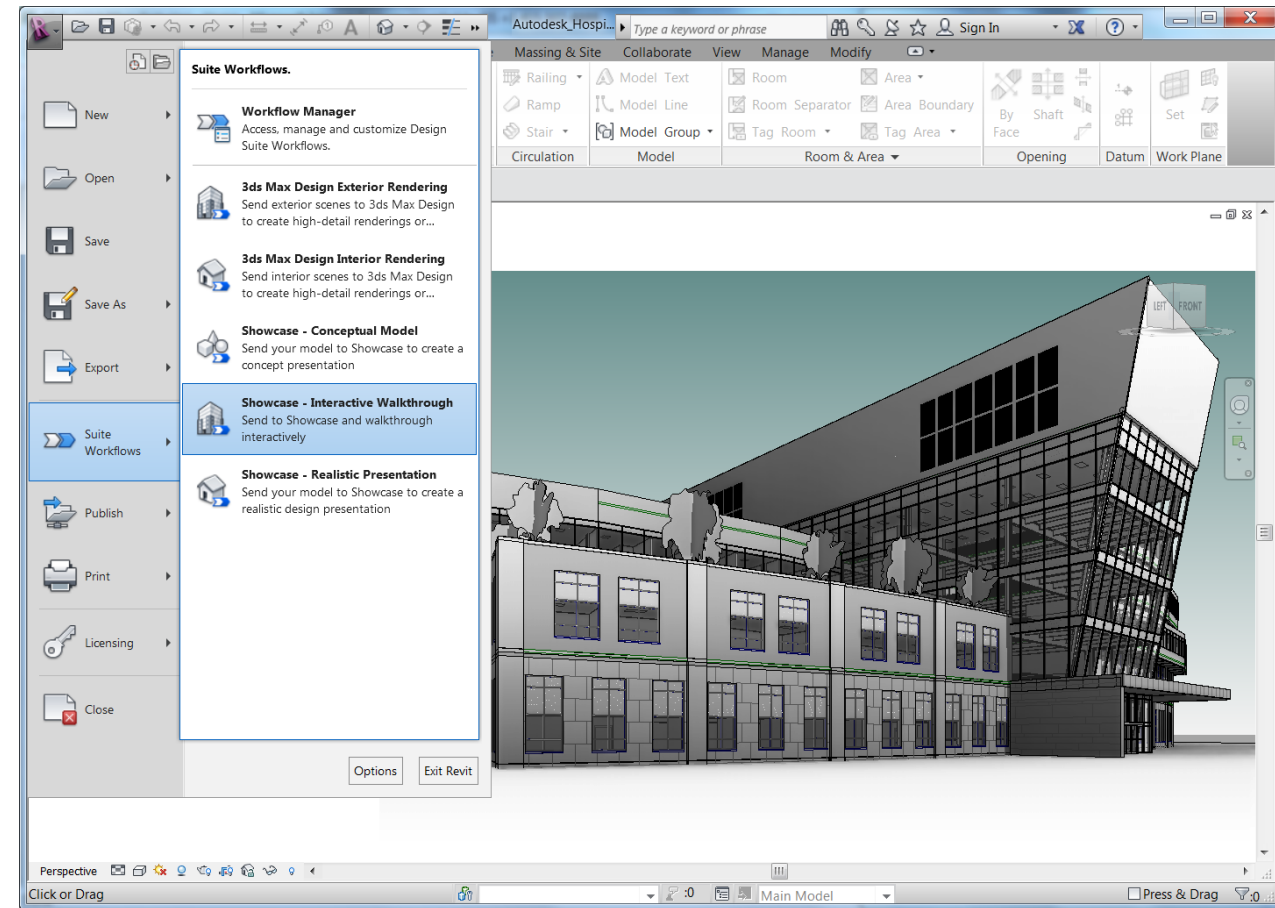 Autodesk_Hospi...
Type a keyword or phrase
Sign In
Massing & Site
Collaborate
View
Manage
Modify
Railing
Model Text
Room
Area
Ramp
Model Line
Room Separator
Area Boundary
Stair
Model Group
Tag Room
Tag Area
By
Face
Shaft
Set
Circulation
Model
Room & Area
Opening
Datum
Work Plane
New
Open
Save
Save As
Export
Suite
Workflows
Publish
Print
Licensing
Close
Suite Workflows.
Workflow Manager
Access, manage and customize Design
Suite Workflows.
3ds Max Design Exterior Rendering
Send exterior scenes to 3ds Max Design
to create high-detail renderings or...
3ds Max Design Interior Rendering
Send interior scenes to 3ds Max Design
to create high-detail renderings or...
Showcase - Conceptual Model
Send your model to Showcase to create a
concept presentation
Showcase - Interactive Walkthrough
Send to Showcase and walkthrough
interactively
Showcase - Realistic Presentation
Send your model to Showcase to create a
realistic design presentation
Options
Exit Revit
LEFT
FRONT
Perspective
Click or Drag
:0
Main Model
Press & Drag
:0